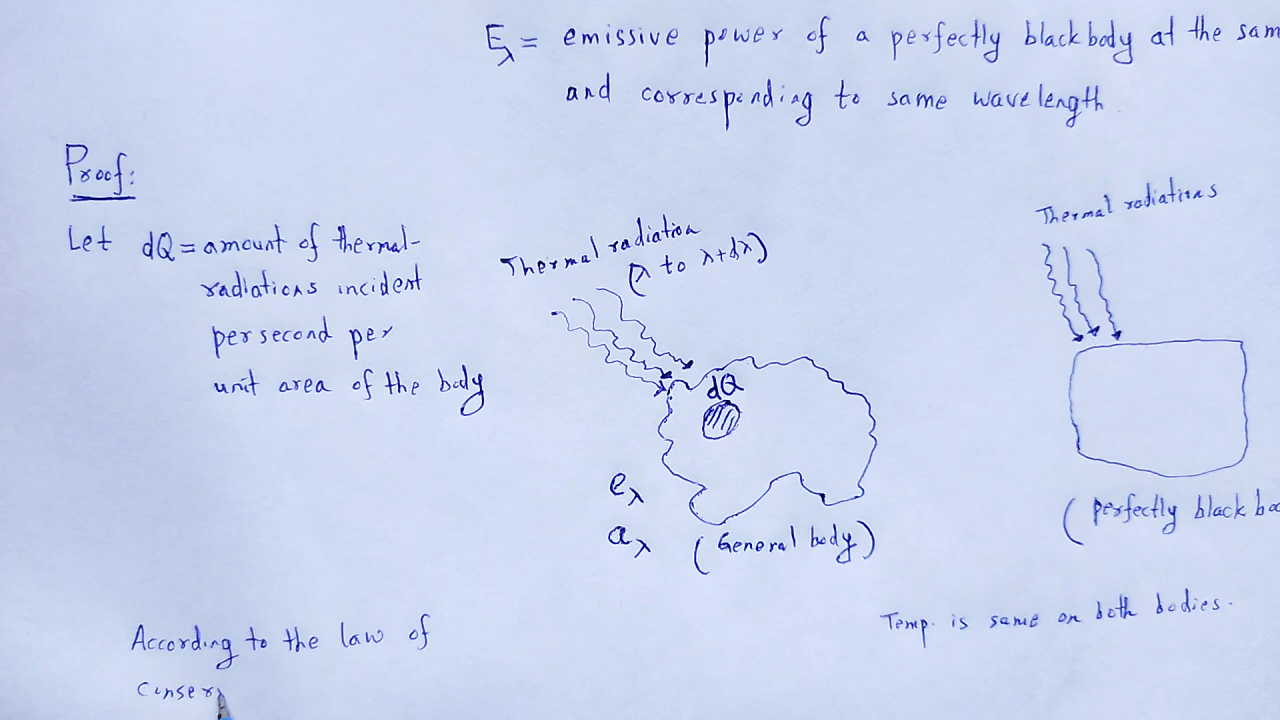 Eλ = emissive power of a perfectly blackbody at the sam
and corresponding to same wavelength.
Proof:
Let dQ = amount of thermal-
radiations incident
per second per
unit area of the body
Thermal radiation
(λ to λ+dλ)
dQ
eλ
aλ
(General body)
Thermal radiations
(perfectly black bo
Temp. is same on both bodies.
According to the law of
conser